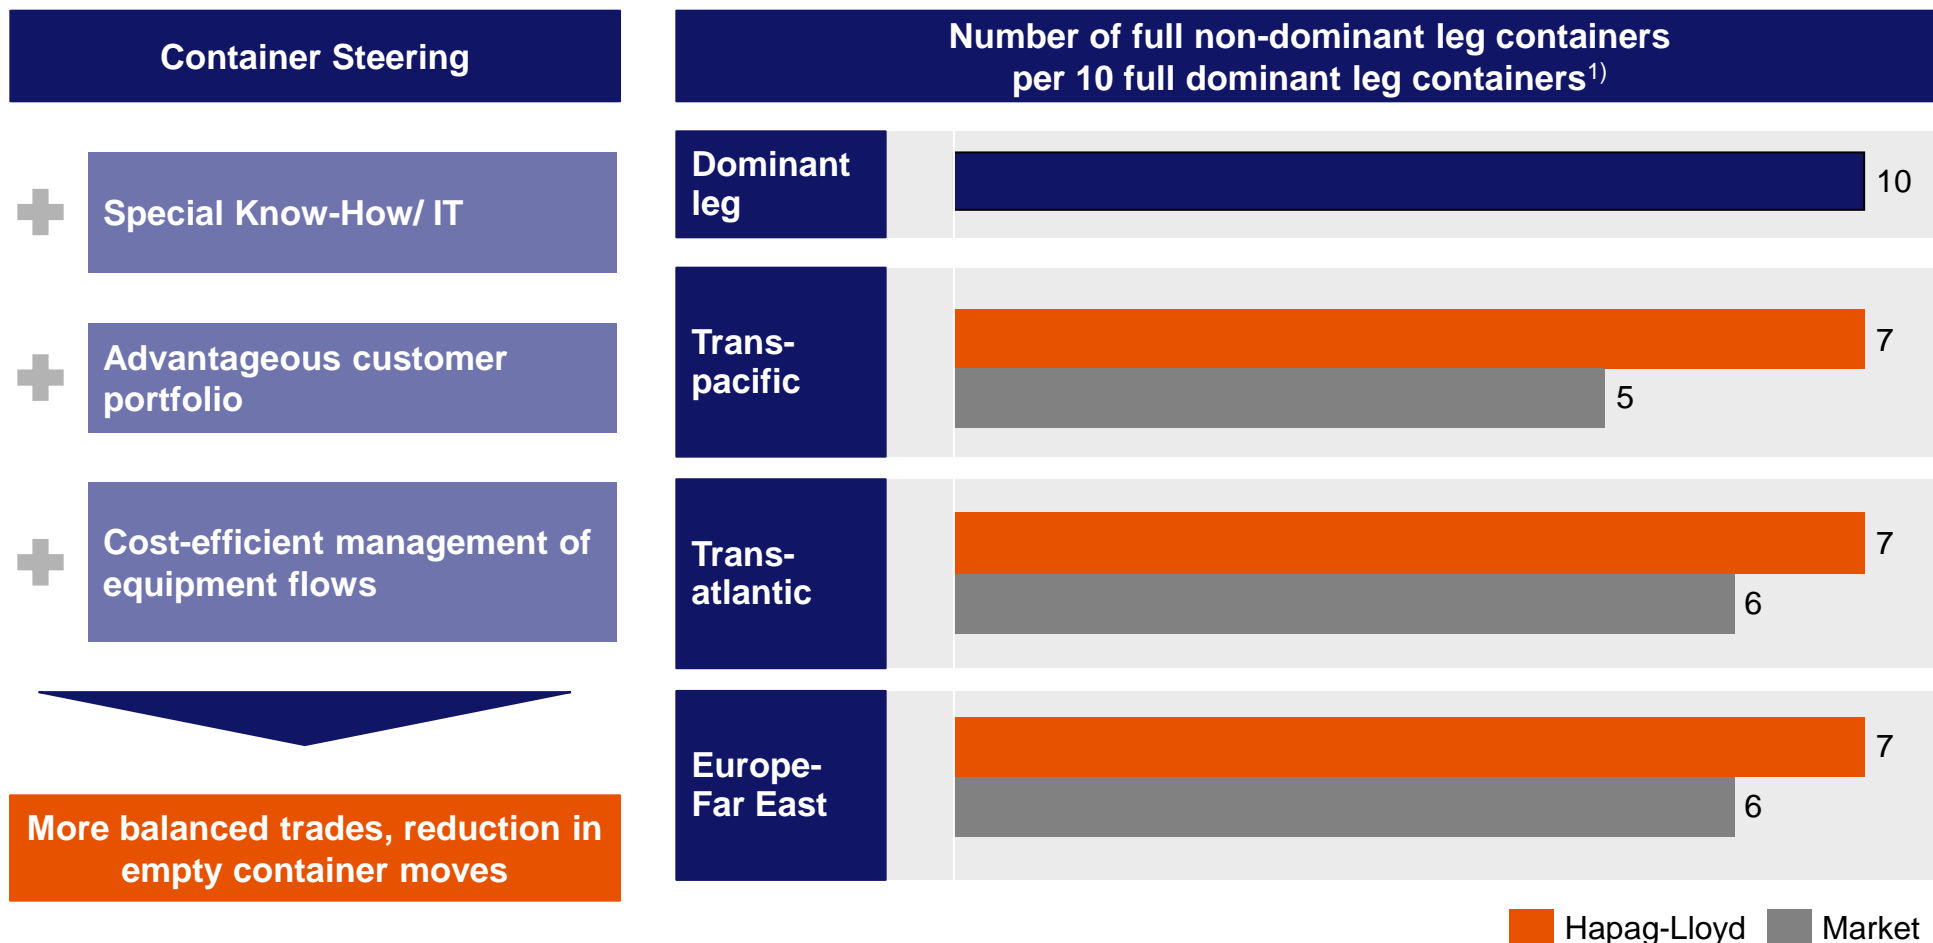 Container Steering
Special Know-How/ IT
Advantageous customer
portfolio
Cost-efficient management of
equipment flows
More balanced trades, reduction in
empty container moves
Number of full non-dominant leg containers
per 10 full dominant leg containers1)
Dominant
leg
10
Trans-
pacific
7
5
Trans-
atlantic
7
6
Europe-
Far East
7
6
Hapag-Lloyd
Market